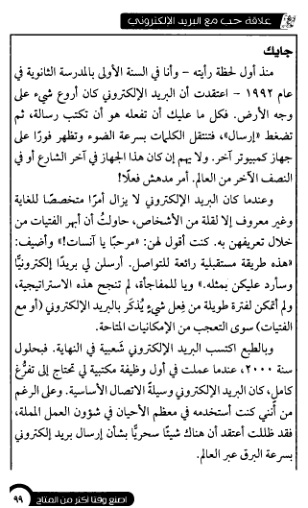 علاقة حب مع البريد الإلكتروني
جايك
منذ أول لحظة رأيته – وأنا في السنة الأولى بالمدرسة الثانوية في
عام ١٩٩٢ – اعتقدت أن البريد الإلكتروني كان أروع شيء على
وجه الأرض. فكل ما عليك أن تفعله هو أن تكتب رسالة، ثم
تضغط «إرسال»، فتنتقل الكلمات بسرعة الضوء وتظهر فورًا على
جهاز كمبيوتر آخر. ولا يهم إن كان هذا الجهاز في آخر الشارع أو في
النصف الآخر من العالم. أمر مدهش فعلًا!
وعندما كان البريد الإلكتروني لا يزال أمرًا متخصصًا للغاية
وغير معروف إلا لقلة من الأشخاص، حاولتُ أن أبهر الفتيات من
خلال تعريفهن به. كنت أقول لهن: «مرحبًا يا آنسات!» وأضيف:
«هذه طريقة مستقبلية رائعة للتواصل. أرسلن لي بريدًا إلكترونيًّا
وسأرد عليكن بمثله.» ويا للمفاجأة، لم تنجح هذه الاستراتيجية،
ولم أتمكن لفترة طويلة من فِعل شيءٍ يُذكَر بالبريد الإلكتروني (أو مع
الفتيات) سوى التعجب من الإمكانيات المتاحة.
وبالطبع اكتسب البريد الإلكتروني شَعبية في النهاية. فبحلول
سنة ٢٠٠٠، عندما عملت في أول وظيفة مكتبية لي تحتاج إلى تفرُّغ
كامل، كان البريد الإلكتروني وسيلةَ الاتصال الأساسية. وعلى الرغم
من أنني كنت أستخدمه في معظم الأحيان في شؤون العمل المملة،
فقد ظللت أعتقد أن هناك شيئًا سحريًّا بشأن إرسال بريد إلكتروني
بسرعة البرق عبر العالم.
اصنع وقتا أكثر من المتاح
٩٩